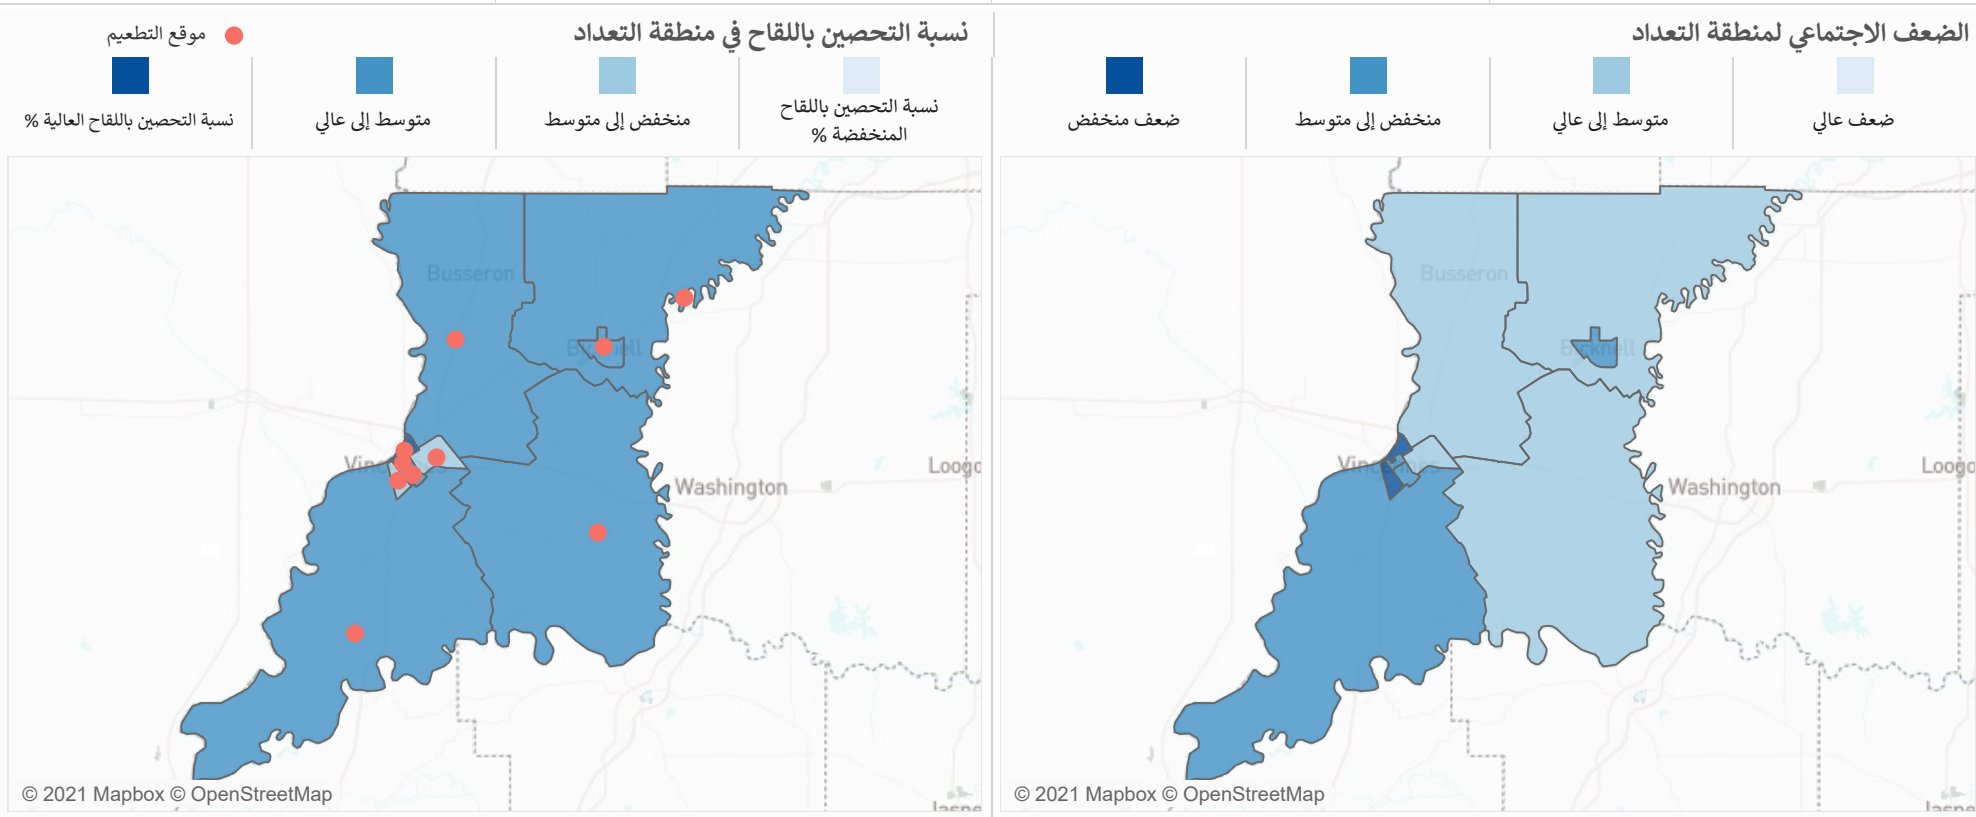 الضعف الاجتماعي لمنطقة التعداد
ضعف عالي
متوسط إلى عالي
منخفض إلى متوسط
ضعف منخفض
Busseron
Bicknell
Washington
© 2021 Mapbox © OpenStreetMap
نسبة التحصين باللقاح في منطقة التعداد
موقع التطعيم
نسبة التحصين باللقاح
المنخفضة %
منخفض إلى متوسط
متوسط إلى عالي
نسبة التحصين باللقاح العالية %
Busseron
Washington
© 2021 Mapbox © OpenStreetMap